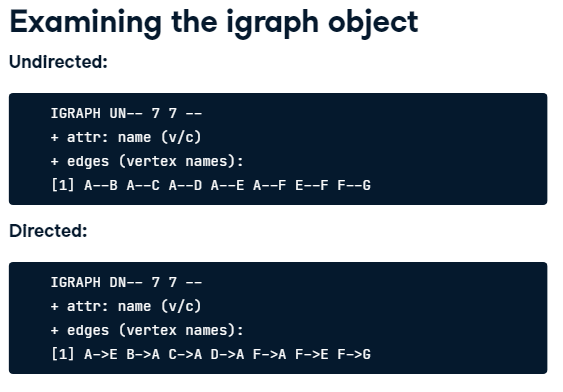 Examining the igraph object
Undirected:
IGRAPH UN-- 7 7 --
+ attr: name (v/c)
+ edges (vertex names):
[1] A--B A--C A--D A--E A--F E--F F--G
Directed:
IGRAPH DN-- 7 7 --
+ attr: name (v/c)
+ edges (vertex names):
[1] A->E B->A C->A D->A F->A F->E F->G